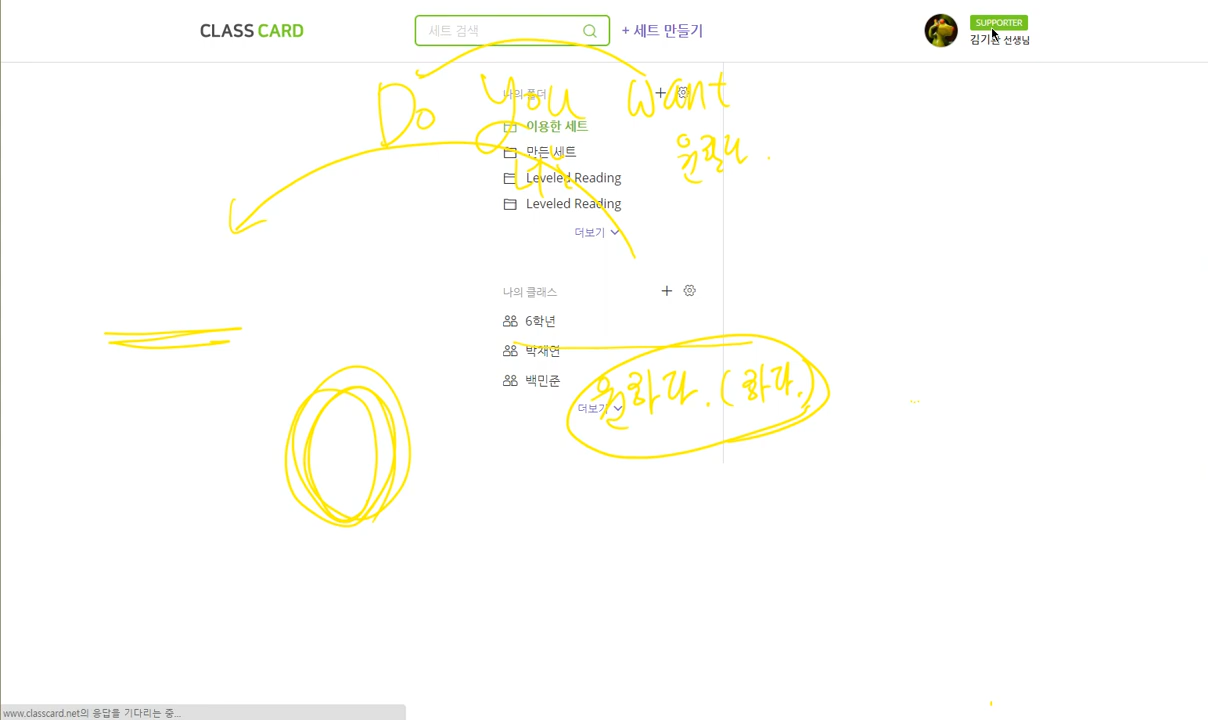 CLASS CARD
세트 검색
+ 세트 만들기
SUPPORTER
선생님
Do You Want
나의 폴더
이용한 세트
만든 세트
원하다.
Leveled Reading
Leveled Reading
더보기
나의 클래스
6학년
박재연
백민준
원하다. (하다.)
더보기
www.classcard.net의 응답을 기다리는 중...